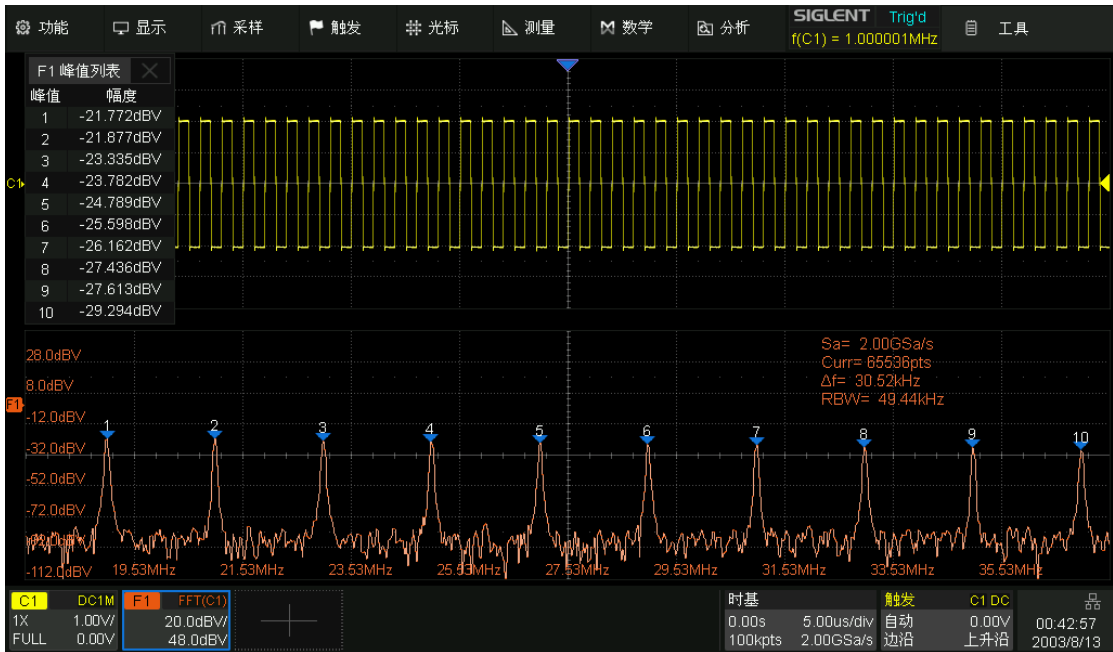 功能 显示 采样 触发 光标 测量 数学 分析 SIGLENT Trig'd 工具
f(C1) = 1.000001MHz
F1 峰值列表
峰值 幅度
1 -21.772dBV
2 -21.877dBV
3 -23.335dBV
4 -23.782dBV
5 -24.789dBV
6 -25.598dBV
7 -26.162dBV
8 -27.436dBV
9 -27.613dBV
10 -29.294dBV
C1
Sa= 2.00GSa/s
Curr= 65536pts
Δf= 30.52kHz
RBW= 49.44kHz
28.0dBV
8.0dBV
F1
-12.0dBV
1 2 3 4 5 6 7 8 9 10
-32.0dBV
-52.0dBV
-72.0dBV
-112.0dBV 19.53MHz 21.53MHz 23.53MHz 25.53MHz 27.53MHz 29.53MHz 31.53MHz 33.53MHz 35.53MHz
C1 DC1M F1 FFT(C1) 时基 触发 C1 DC
1X 1.00V/ 20.0dBV/ 0.00s 5.00us/div 自动 0.00V 00:42:57
FULL 0.00V 48.0dBV 100kpts 2.00GSa/s 边沿 上升沿 2003/8/13